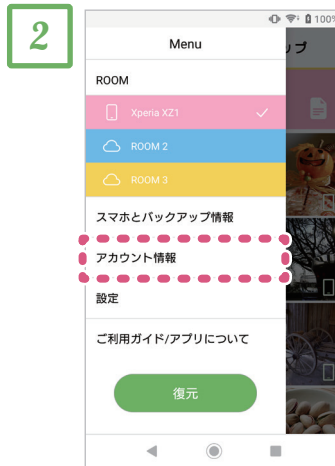 2
100%
Menu
ップ
ROOM
Xperia XZ1
ROOM 2
ROOM 3
スマホとバックアップ情報
アカウント情報
設定
ご利用ガイド/アプリについて
復元